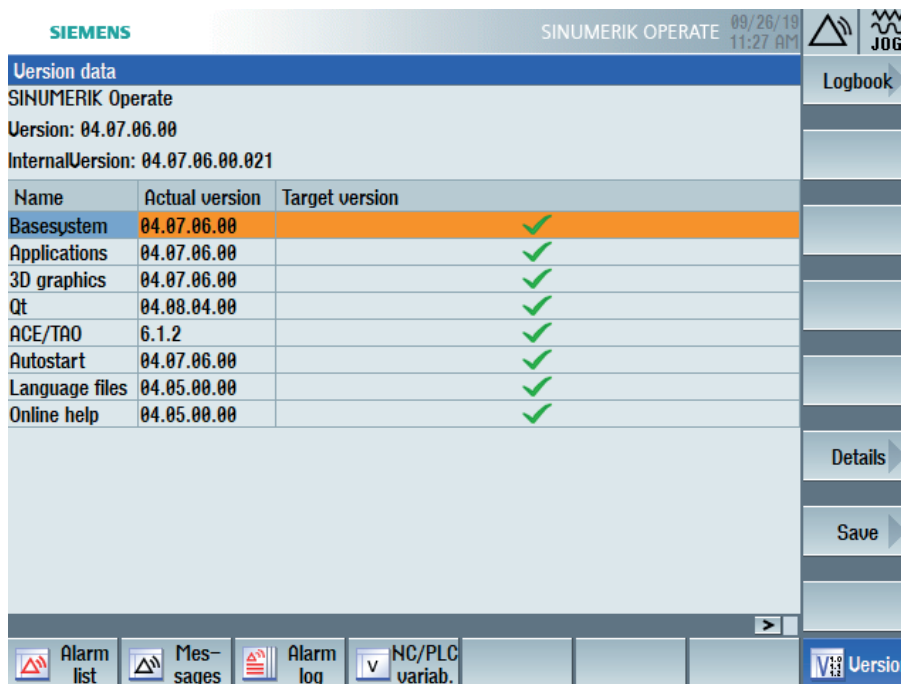 SIEMENS
SINUMERIK OPERATE
09/26/19
11:27 AM
JOG
Version data
SINUMERIK Operate
Version: 04.07.06.00
InternalVersion: 04.07.06.00.021
Name Actual version Target version
Basesystem 04.07.06.00
Applications 04.07.06.00
3D graphics 04.07.06.00
Qt 04.08.04.00
ACE/TAO 6.1.2
Autostart 04.07.06.00
Language files 04.05.00.00
Online help 04.05.00.00
Logbook
Details
Save
>
Alarm
list
Mes-
sages
Alarm
log
V
NC/PLC
variab.
V 1.0 2.3
Versio